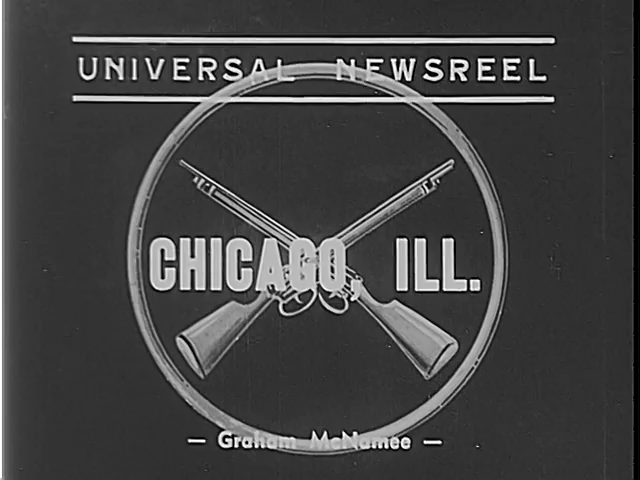 UNIVERSAL NEWSREEL
CHICAGO, ILL.
— Graham McNamee —